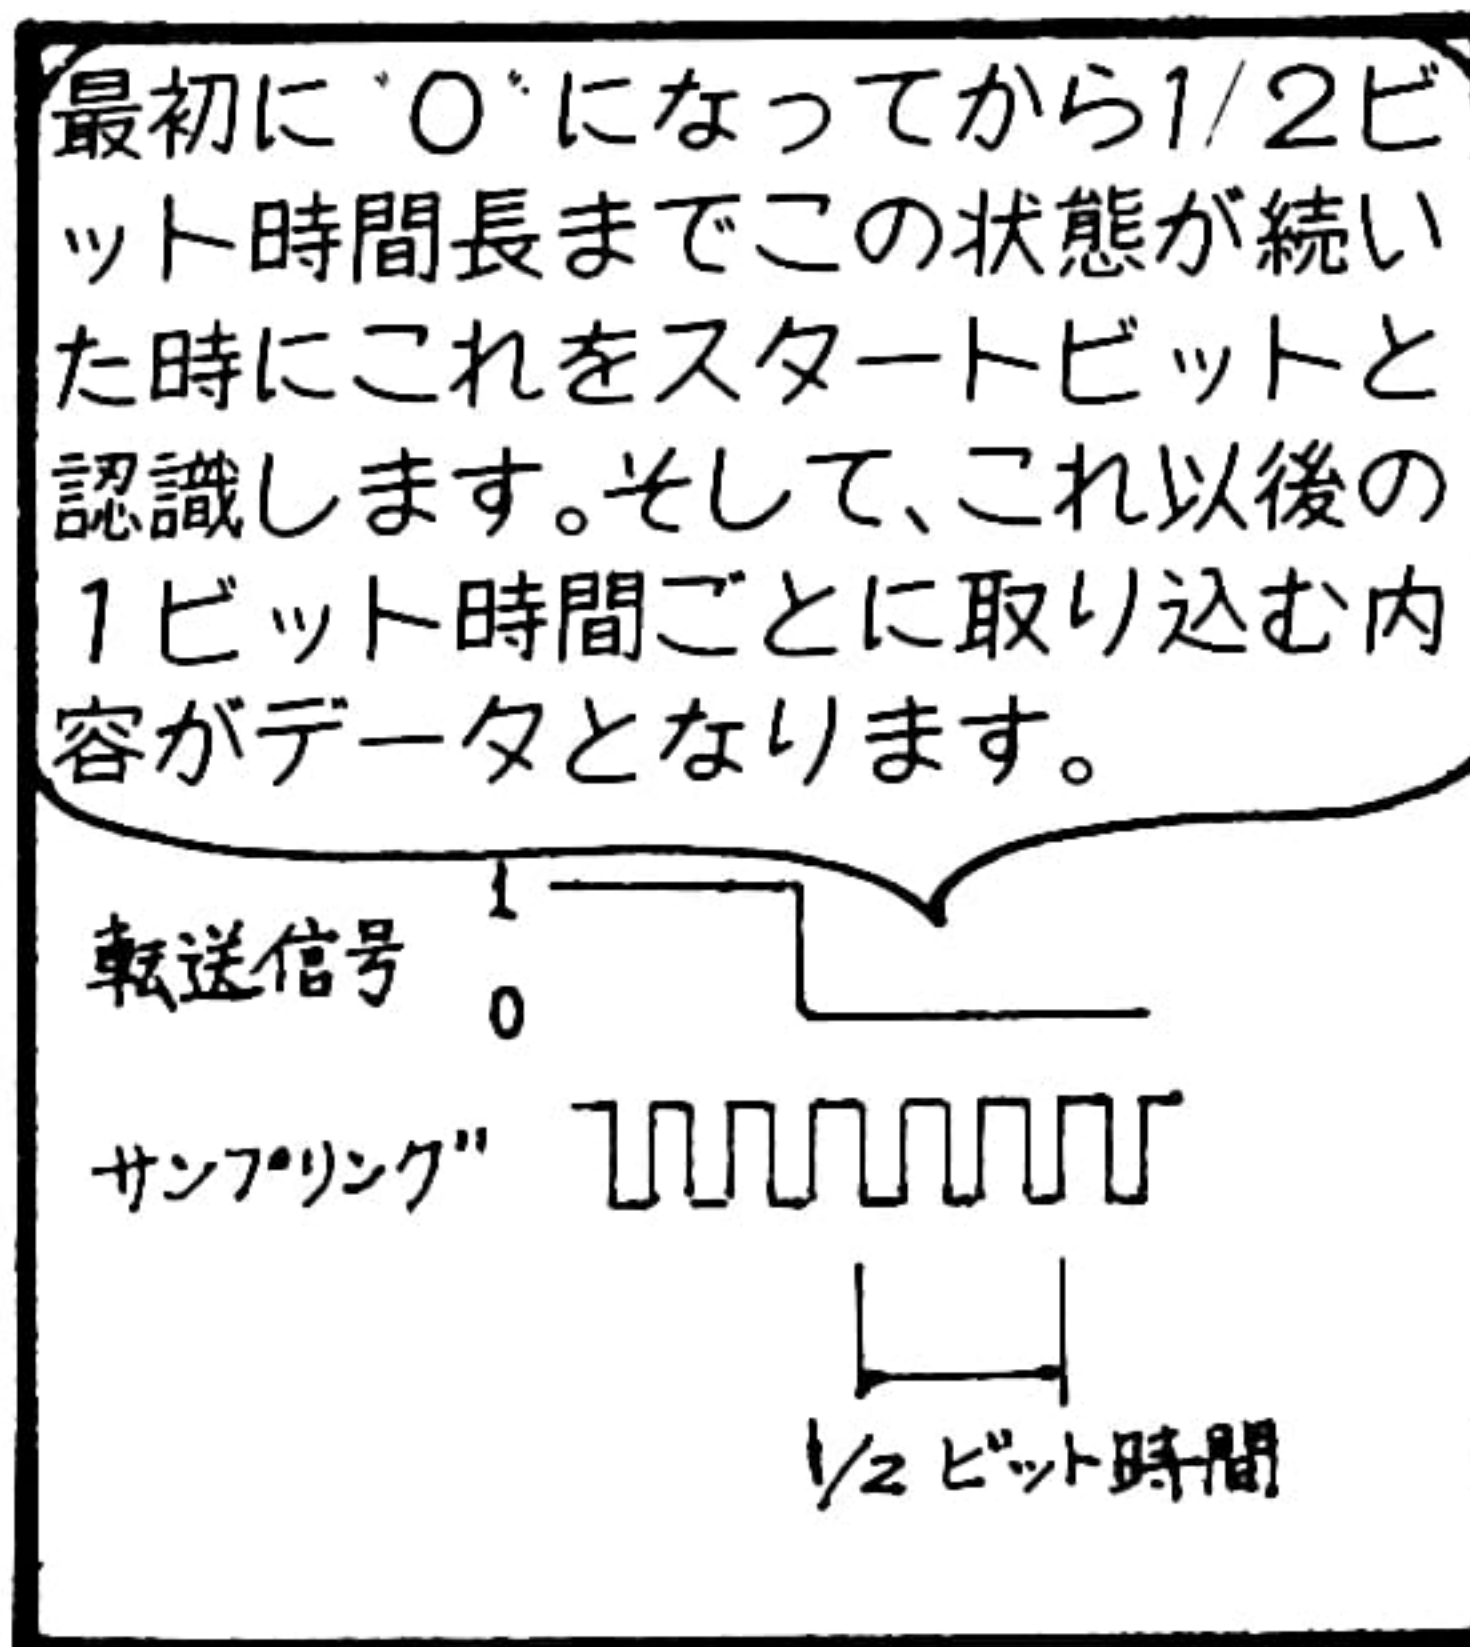 最初に“0”になってから1/2ビ
ット時間長までこの状態が続い
た時にこれをスタートビットと
認識します。そして、これ以後の
1ビット時間ごとに取り込む内
容がデータとなります。
1
転送信号
0
サンプリング
1/2 ビット時間